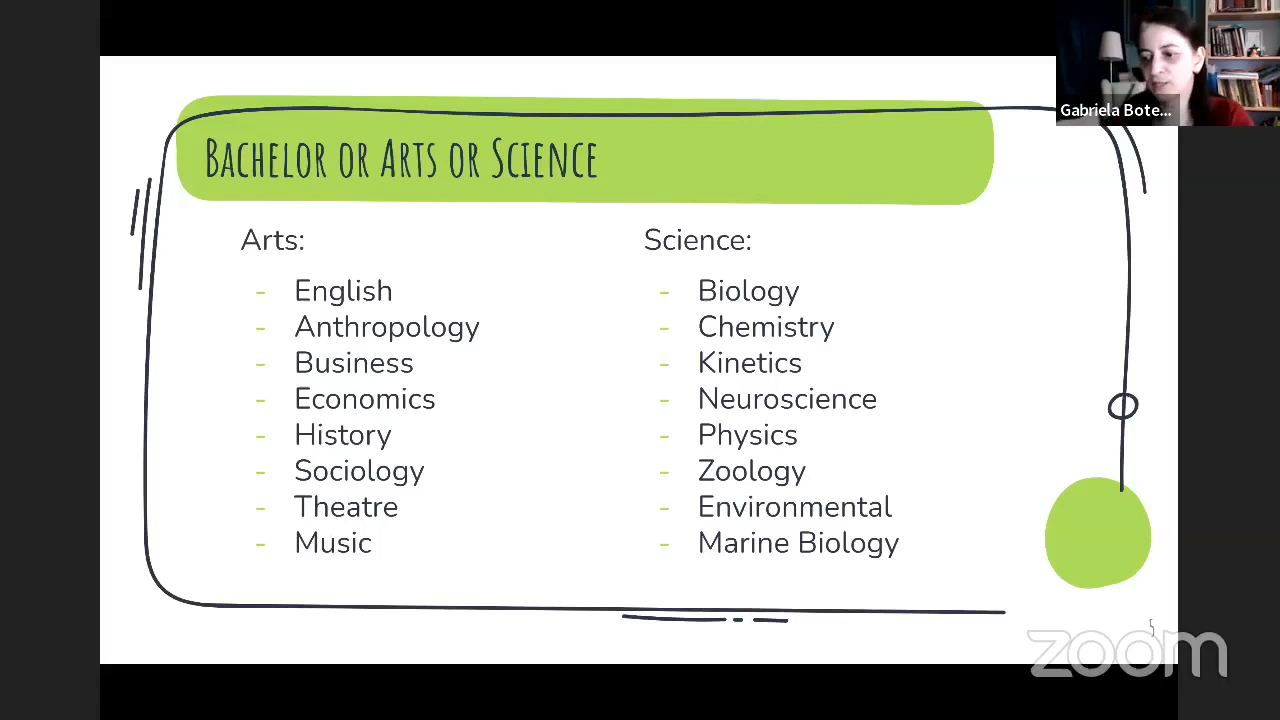 Gabriela Bote...
BACHELOR OR ARTS OR SCIENCE
Arts:
- English
- Anthropology
- Business
- Economics
- History
- Sociology
- Theatre
- Music
Science:
- Biology
- Chemistry
- Kinetics
- Neuroscience
- Physics
- Zoology
- Environmental
- Marine Biology
5
zoom